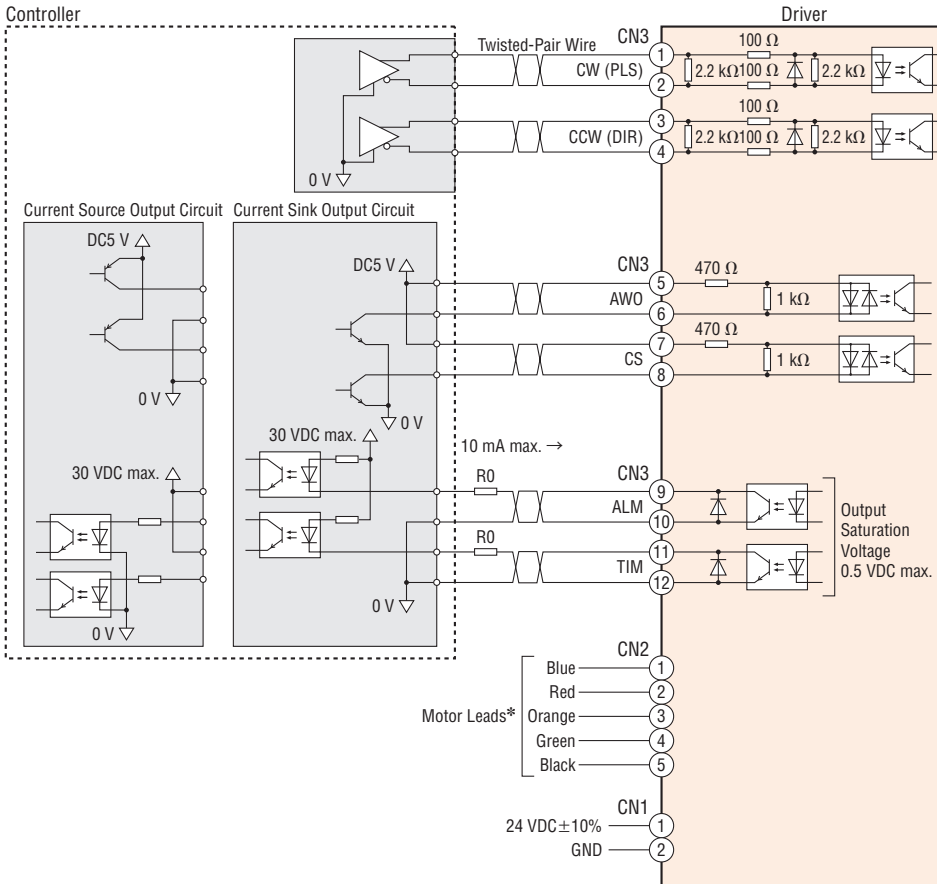 Controller
Driver
Twisted-Pair Wire
CN3
1
CW (PLS)
2
100 Ω
2.2 kΩ
100 Ω
2.2 kΩ
3
CCW (DIR)
4
100 Ω
2.2 kΩ
100 Ω
2.2 kΩ
0 V
Current Source Output Circuit
Current Sink Output Circuit
DC5 V
0 V
30 VDC max.
0 V
DC5 V
0 V
30 VDC max.
0 V
CN3
5
AWO
6
470 Ω
1 kΩ
7
CS
8
470 Ω
1 kΩ
10 mA max. →
R0
CN3
9
ALM
10
R0
11
TIM
12
Output
Saturation
Voltage
0.5 VDC max.
CN2
Motor Leads*
Blue
1
Red
2
Orange
3
Green
4
Black
5
CN1
24 VDC±10%
1
GND
2